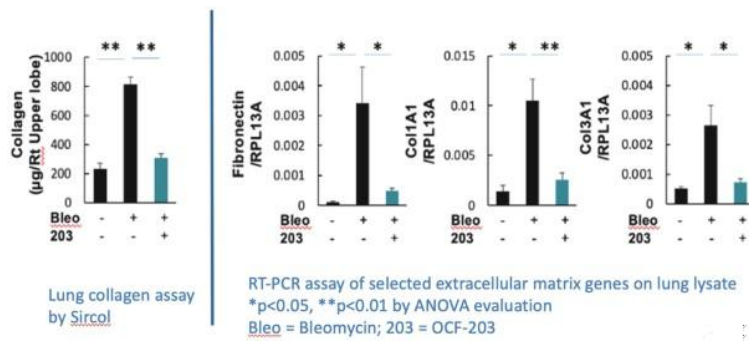 ** **
Collagen
(µg/Rt Upper lobe)
1000
800
600
400
200
0
Bleo - + +
203 - - +
Lung collagen assay
by Sircol
* *
Fibronectin
/RPL13A
0.005
0.004
0.003
0.002
0.001
0
Bleo - + +
203 - - +
* **
Col1A1
/RPL13A
0.015
0.01
0.005
0
Bleo - + +
203 - - +
* *
Col3A1
/RPL13A
0.005
0.004
0.003
0.002
0.001
0
Bleo - + +
203 - - +
RT-PCR assay of selected extracellular matrix genes on lung lysate
*p<0.05, **p<0.01 by ANOVA evaluation
Bleo = Bleomycin; 203 = OCF-203